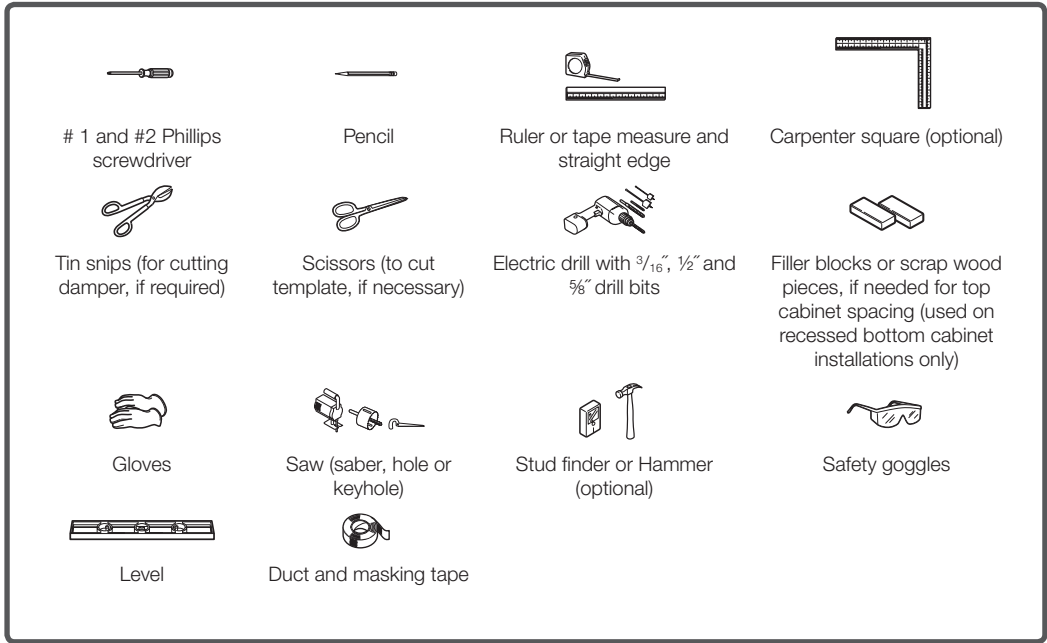 # 1 and #2 Phillips
screwdriver
Pencil
Ruler or tape measure and
straight edge
Carpenter square (optional)
Tin snips (for cutting
damper, if required)
Scissors (to cut
template, if necessary)
Electric drill with 3/16˝, ½˝ and
⅝˝ drill bits
Filler blocks or scrap wood
pieces, if needed for top
cabinet spacing (used on
recessed bottom cabinet
installations only)
Gloves
Saw (saber, hole or
keyhole)
Stud finder or Hammer
(optional)
Safety goggles
Level
Duct and masking tape